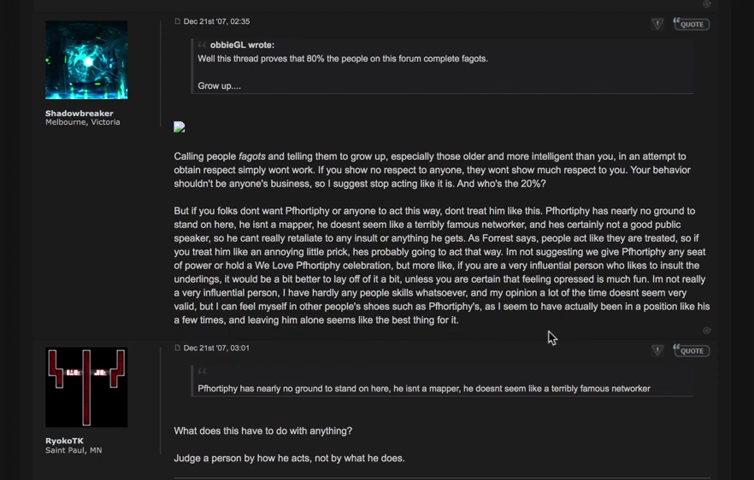 Dec 21st '07, 02:35
QUOTE
obbieGL wrote:
Well this thread proves that 80% the people on this forum complete fagots.
Grow up....
Shadowbreaker
Melbourne, Victoria
Calling people fagots and telling them to grow up, especially those older and more intelligent than you, in an attempt to
obtain respect simply wont work. If you show no respect to anyone, they wont show much respect to you. Your behavior
shouldn't be anyone's business, so I suggest stop acting like it is. And who's the 20%?
But if you folks dont want Pfhortiphy or anyone to act this way, dont treat him like this. Pfhortiphy has nearly no ground to
stand on here, he isnt a mapper, he doesnt seem like a terribly famous networker, and hes certainly not a good public
speaker, so he cant really retaliate to any insult or anything he gets. As Forrest says, people act like they are treated, so if
you treat him like an annoying little prick, hes probably going to act that way. Im not suggesting we give Pfhortiphy any seat
of power or hold a We Love Pfhortiphy celebration, but more like, if you are a very influential person who likes to insult the
underlings, it would be a bit better to lay off of it a bit, unless you are certain that feeling opressed is much fun. Im not really
a very influential person, I have hardly any people skills whatsoever, and my opinion a lot of the time doesnt seem very
valid, but I can feel myself in other people's shoes such as Pfhortiphy's, as I seem to have actually been in a position like his
a few times, and leaving him alone seems like the best thing for it.
Dec 21st '07, 03:01
QUOTE
Pfhortiphy has nearly no ground to stand on here, he isnt a mapper, he doesnt seem like a terribly famous networker
What does this have to do with anything?
RyokoTK
Saint Paul, MN
Judge a person by how he acts, not by what he does.